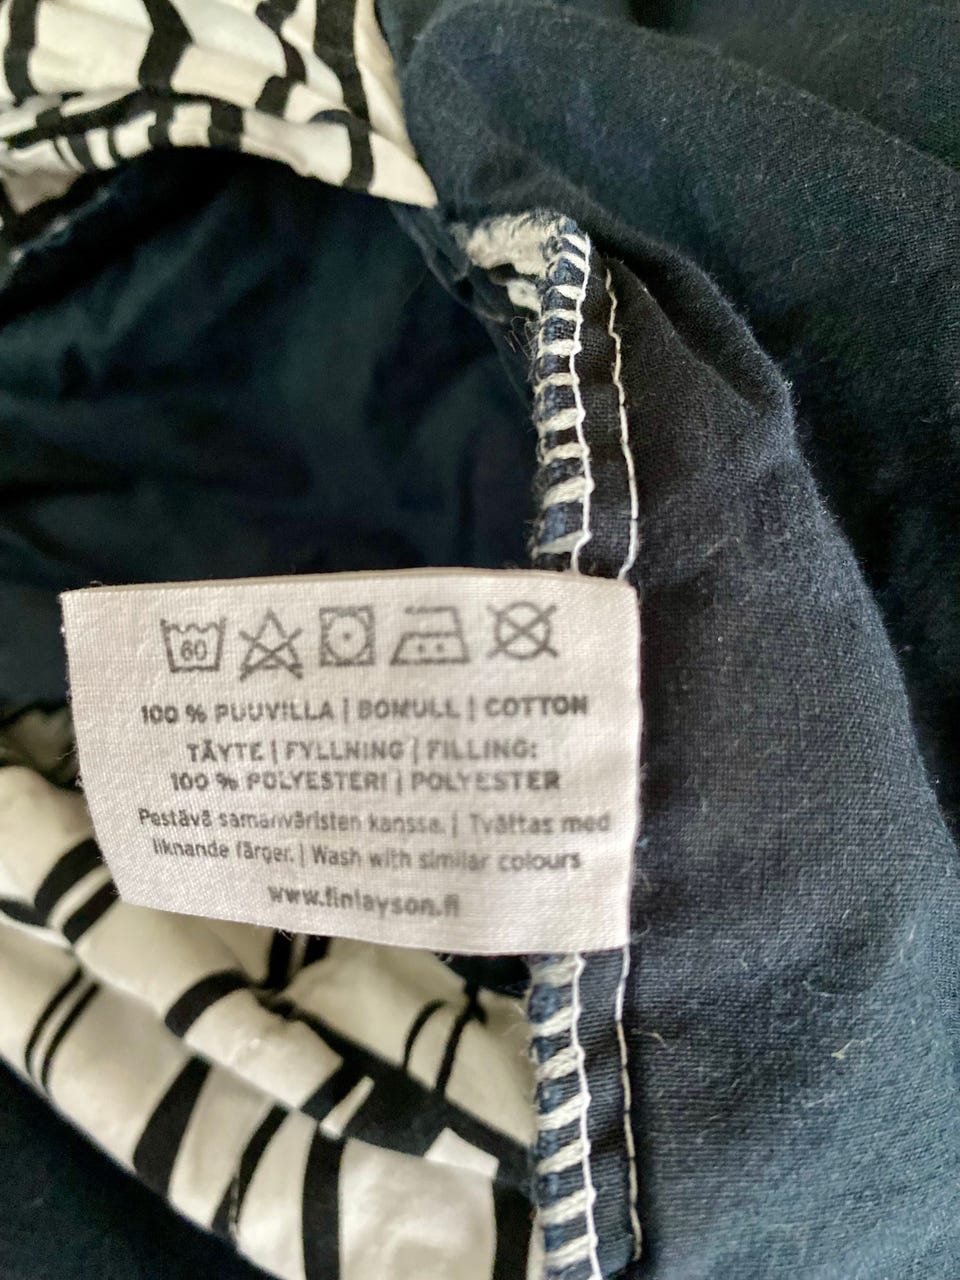 60
100 % PUUVILLA | BOMULL | COTTON
TÄYTE | FYLLNING | FILLING:
100 % POLYESTERI | POLYESTER
Pestävä samanväristen kanssa. | Tvättas med
liknande färger. | Wash with similar colours
www.finlayson.fi